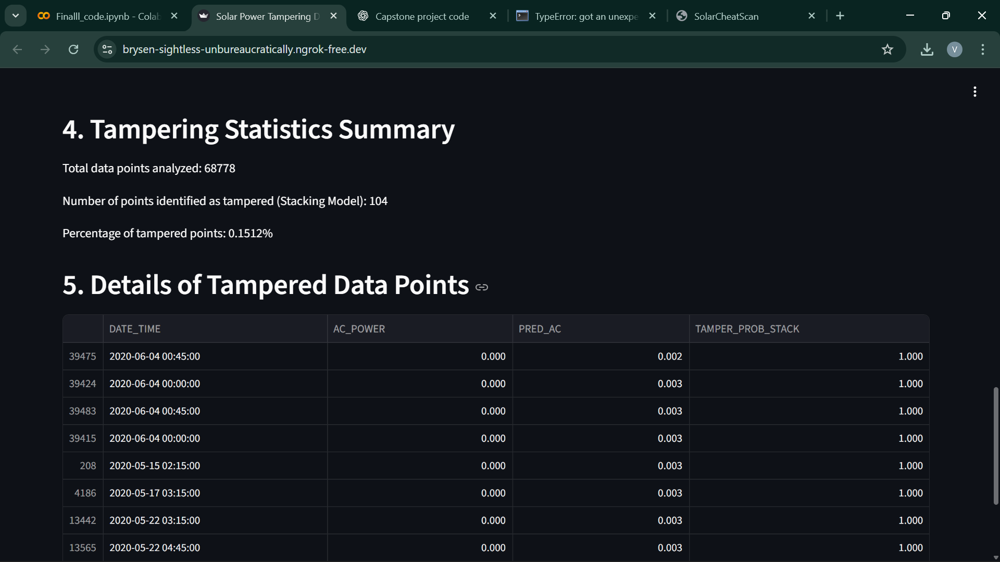 Finalll_code.ipynb - Colab
Solar Power Tampering D
Capstone project code
TypeError: got an unexpe
SolarCheatScan
brysen-sightless-unbureaucratically.ngrok-free.dev
V
4. Tampering Statistics Summary
Total data points analyzed: 68778
Number of points identified as tampered (Stacking Model): 104
Percentage of tampered points: 0.1512%
5. Details of Tampered Data Points
DATE_TIME AC_POWER PRED_AC TAMPER_PROB_STACK
39475 2020-06-04 00:45:00 0.000 0.002 1.000
39424 2020-06-04 00:00:00 0.000 0.003 1.000
39483 2020-06-04 00:45:00 0.000 0.003 1.000
39415 2020-06-04 00:00:00 0.000 0.003 1.000
208 2020-05-15 02:15:00 0.000 0.003 1.000
4186 2020-05-17 03:15:00 0.000 0.003 1.000
13442 2020-05-22 03:15:00 0.000 0.003 1.000
13565 2020-05-22 04:45:00 0.000 0.003 1.000